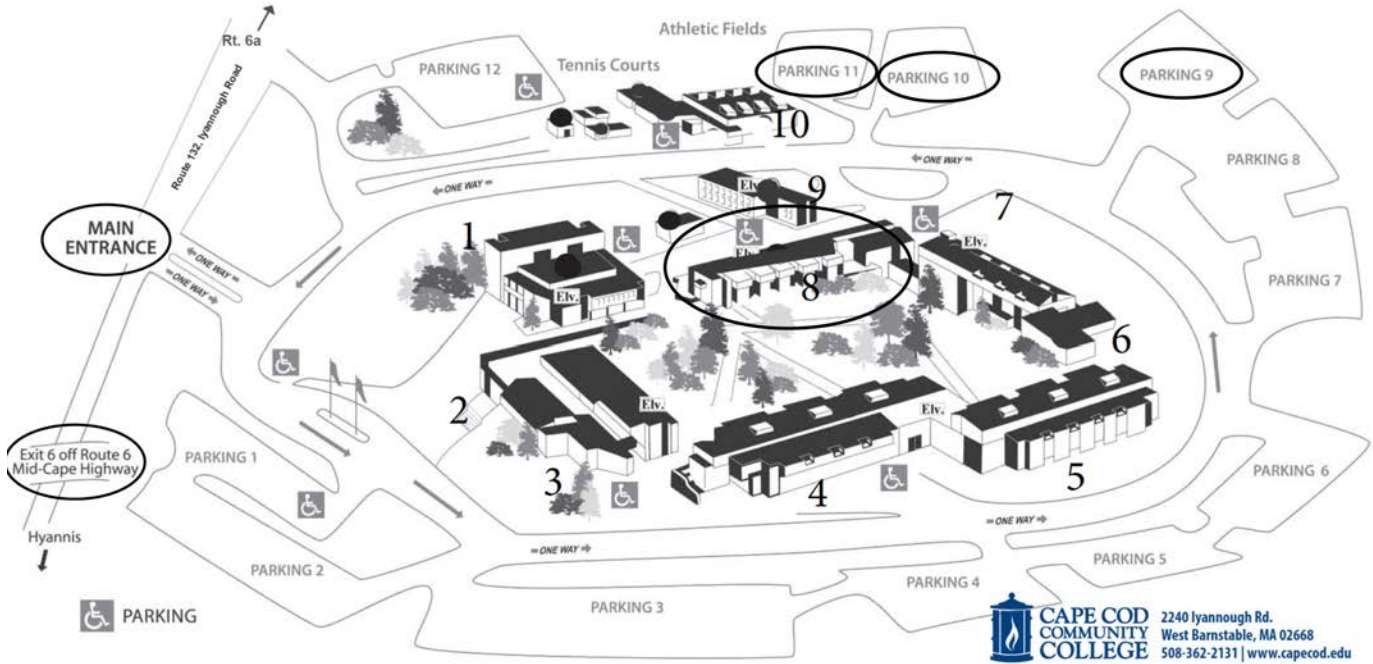 Rt. 6a
Route 132, Iyannough Road
Athletic Fields
Tennis Courts
PARKING 12
PARKING 11
PARKING 10
PARKING 9
10
ONE WAY
PARKING 8
ONE WAY
9
Elv.
7
MAIN
ENTRANCE
1
Elv.
Elv.
ONE WAY
ONE WAY
PARKING 7
8
Elv.
6
2
Elv.
Elv.
Exit 6 off Route 6
Mid-Cape Highway
PARKING 1
3
4
5
PARKING 6
Hyannis
ONE WAY
ONE WAY
PARKING 2
PARKING 5
PARKING 4
PARKING 3
PARKING
CAPE COD
COMMUNITY
COLLEGE
2240 Iyannough Rd.
West Barnstable, MA 02668
508-362-2131 | www.capecod.edu